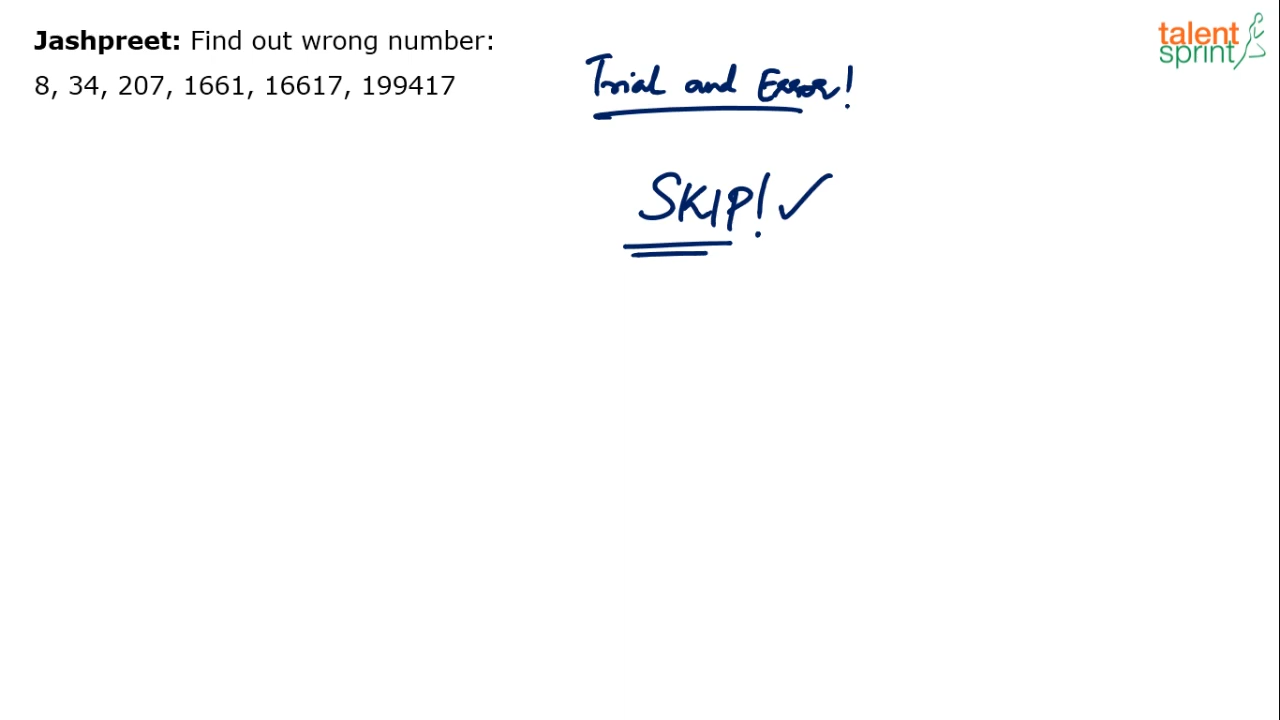 Jashpreet: Find out wrong number:
8, 34, 207, 1661, 16617, 199417
Trial and Error!
SKIP! ✓
talent
sprint